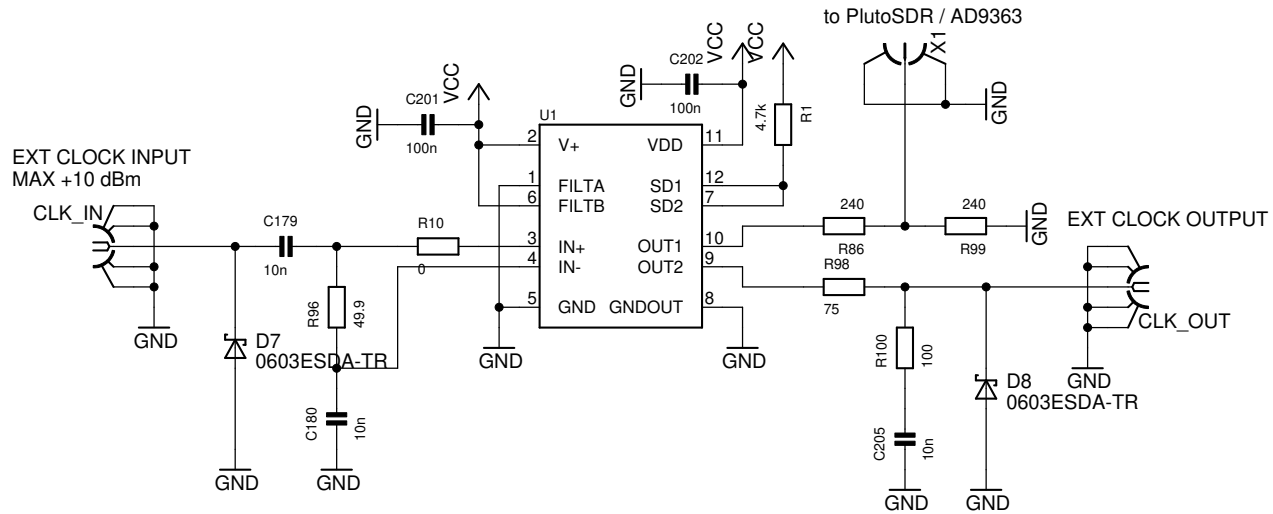 to PlutoSDR / AD9363
X1
GND
VCC
VCC
VCC
C202
100n
GND
C201
100n
GND
4.7k
R1
U1
2 V+ VDD 11
1 FILTA SD1 12
6 FILTB SD2 7
3 IN+ OUT1 10
4 IN- OUT2 9
5 GND GNDOUT 8
EXT CLOCK INPUT
MAX +10 dBm
CLK_IN
GND
C179
10n
R10
0
R96
49.9
D7
0603ESDA-TR
C180
10n
GND
GND
GND
GND
240
R86
240
R99
GND
R98
75
EXT CLOCK OUTPUT
CLK_OUT
GND
R100
100
C205
10n
D8
0603ESDA-TR
GND
GND